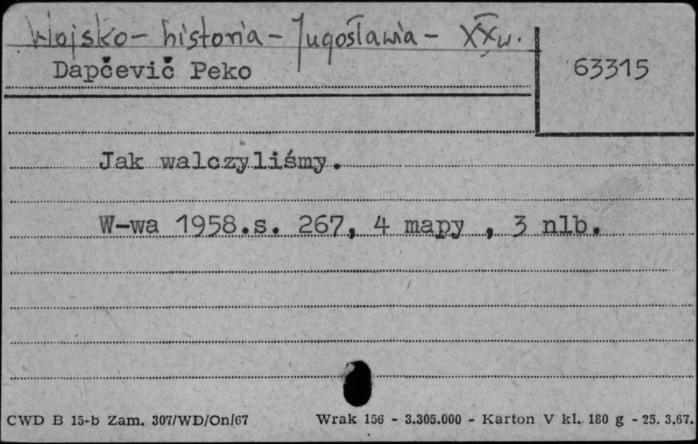 Wojsko - historia - Jugosławia - XX w.
Dapčevič Peko
63315
Jak walczyliśmy.
W-wa 1958.s. 267, 4 mapy , 3 nlb.
CWD B 15-b Zam. 307/WD/On/67 Wrak 156 - 3.305.000 - Karton V kl. 180 g - 25. 3.67.